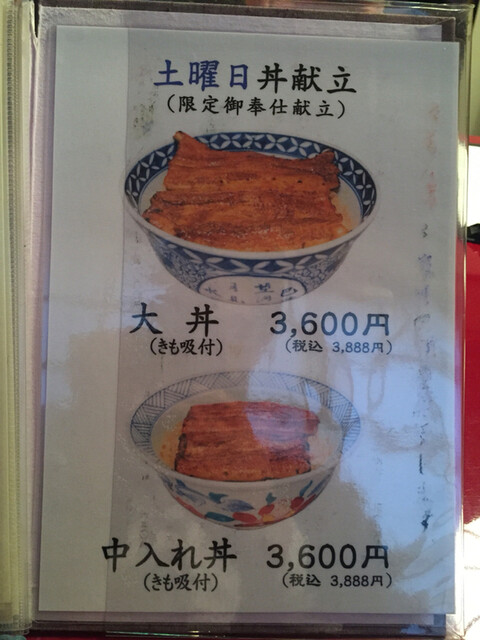 土曜日丼献立
(限定御奉仕献立)
大丼 3,600円
(きも吸付) (税込 3,888円)
中入れ丼 3,600円
(きも吸付) (税込 3,888円)